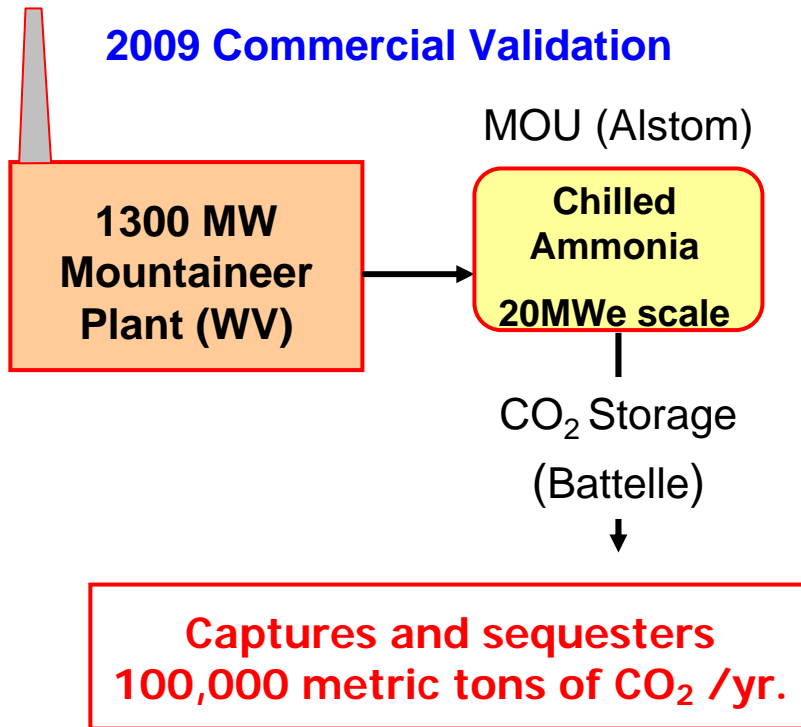 2009 Commercial Validation
MOU (Alstom)
1300 MW
Mountaineer
Plant (WV)
Chilled
Ammonia
20MWe scale
CO₂ Storage
(Battelle)
Captures and sequesters
100,000 metric tons of CO₂ /yr.